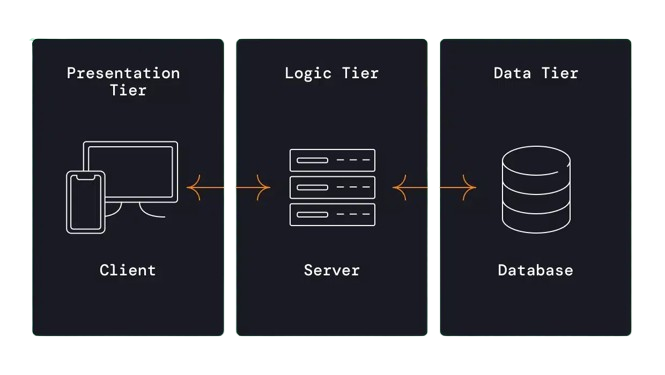 Presentation
Tier
Logic Tier
Data Tier
Client
Server
Database